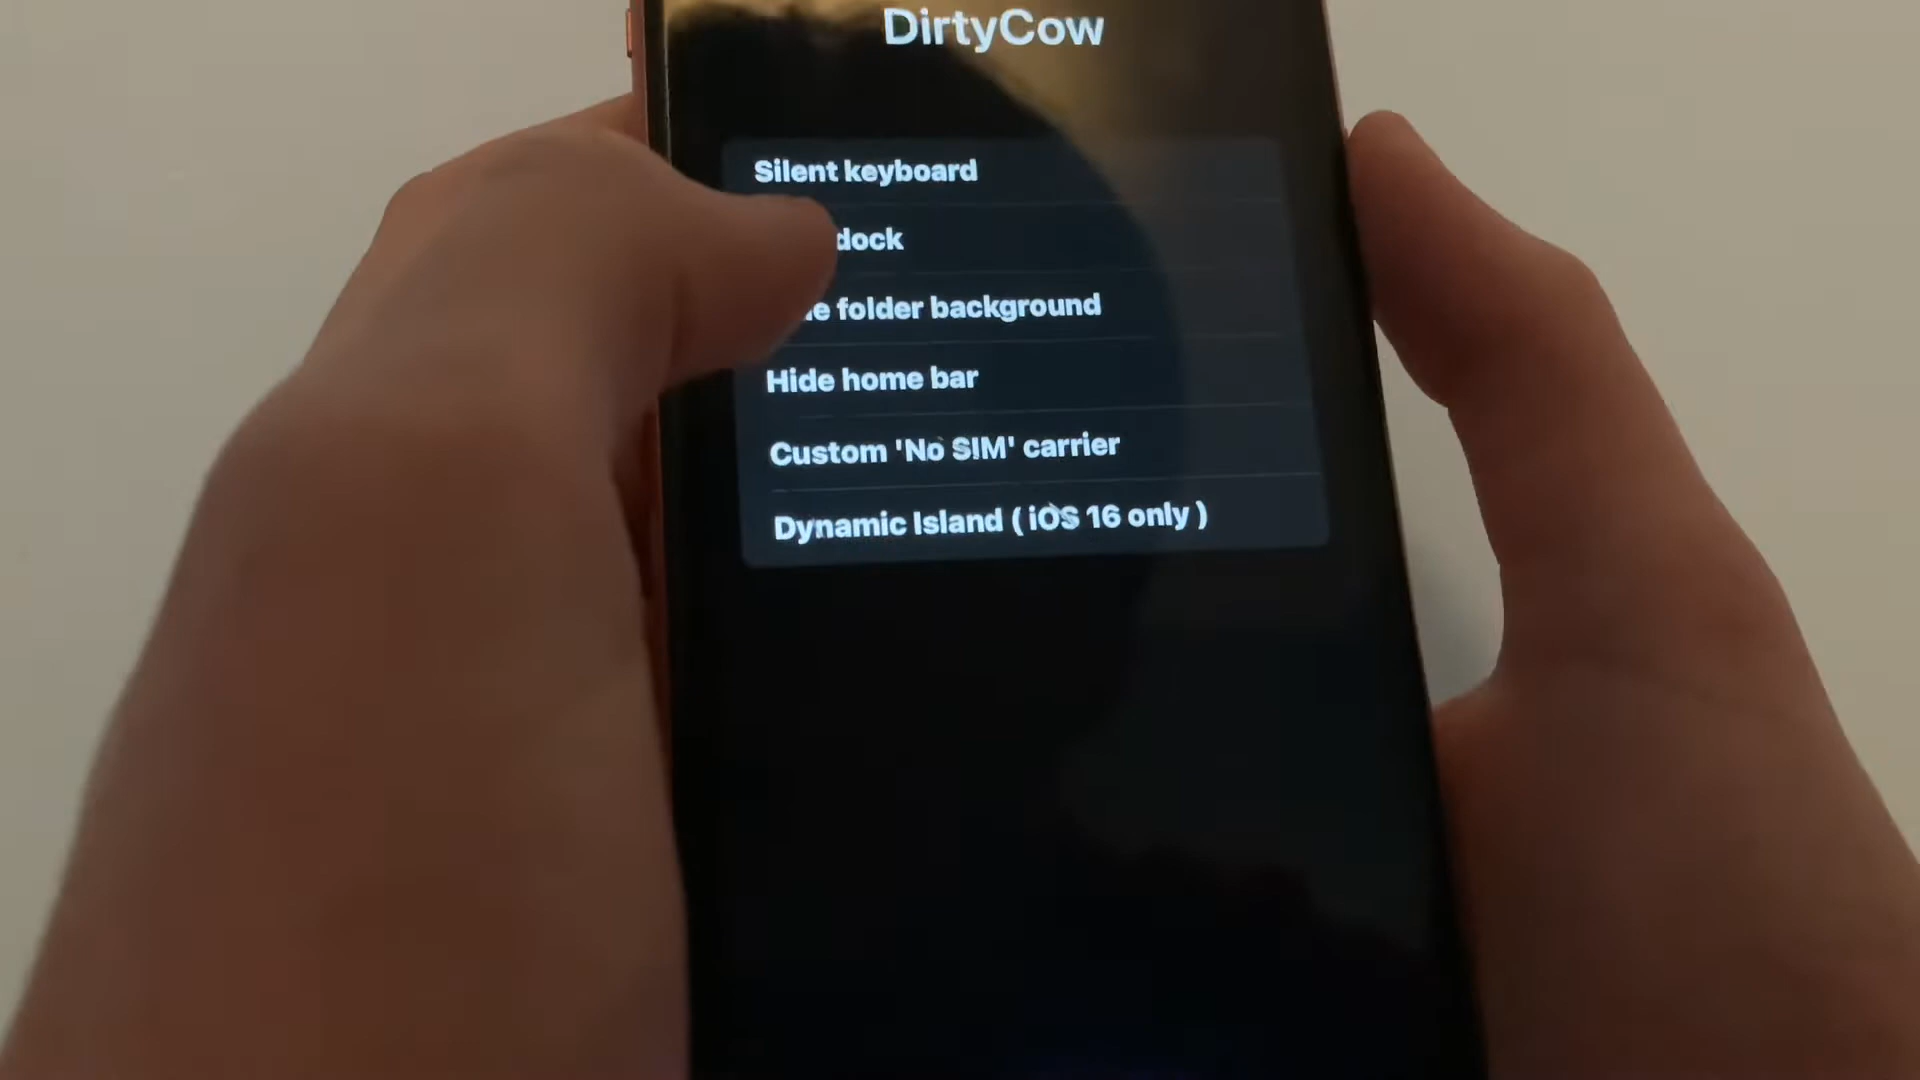 DirtyCow
Silent keyboard
dock
folder background
Hide home bar
Custom 'No SIM' carrier
Dynamic Island ( iOS 16 only )